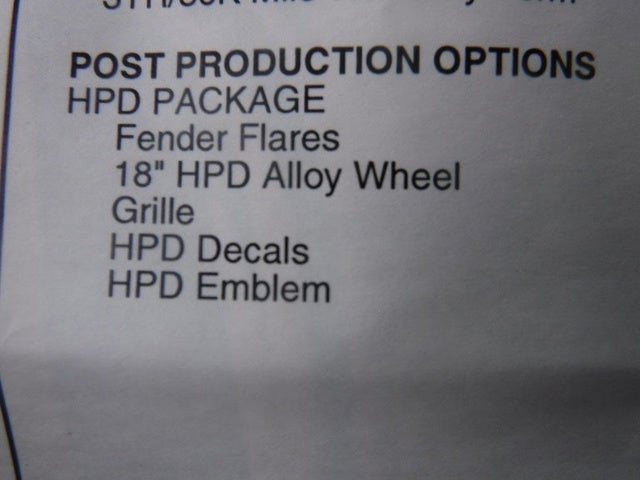 POST PRODUCTION OPTIONS
HPD PACKAGE
Fender Flares
18" HPD Alloy Wheel
Grille
HPD Decals
HPD Emblem